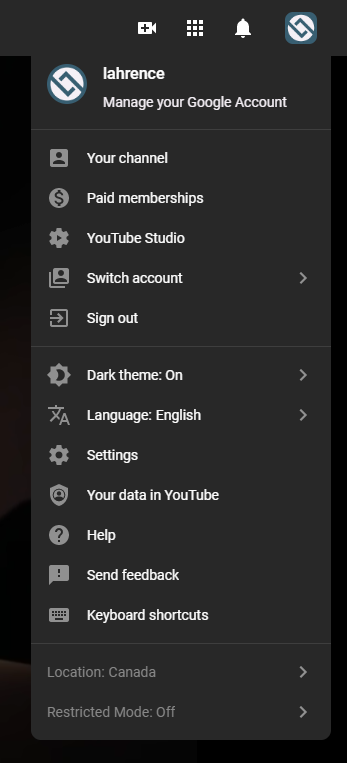 lahrence
Manage your Google Account
Your channel
Paid memberships
YouTube Studio
Switch account
Sign out
Dark theme: On
Language: English
Settings
Your data in YouTube
Help
Send feedback
Keyboard shortcuts
Location: Canada
Restricted Mode: Off